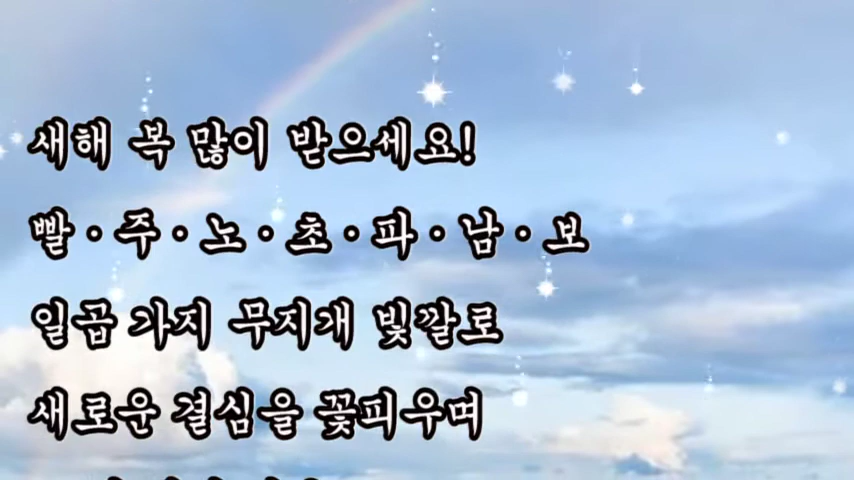 새해 복 많이 받으세요!
빨·주·노·초·파·남·보
일곱 가지 무지개 빛깔로
새로운 결심을 꽃피우며